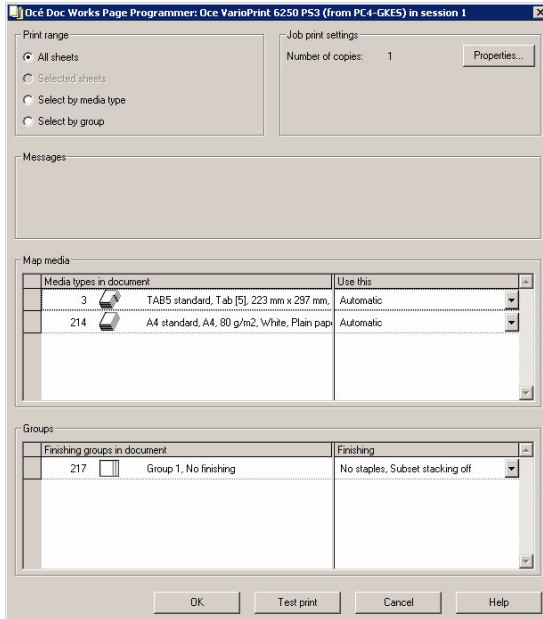 Océ Doc Works Page Programmer: Oce VarioPrint 6250 PS3 (from PC4-GKES) in session 1
Print range
All sheets
Selected sheets
Select by media type
Select by group
Job print settings
Number of copies: 1
Properties...
Messages
Map media
Media types in document Use this
3 TAB5 standard, Tab [5], 223 mm x 297 mm, Automatic
214 A4 standard, A4, 80 g/m2, White, Plain pap Automatic
Groups
Finishing groups in document Finishing
217 Group 1, No finishing No staples, Subset stacking off
OK Test print Cancel Help